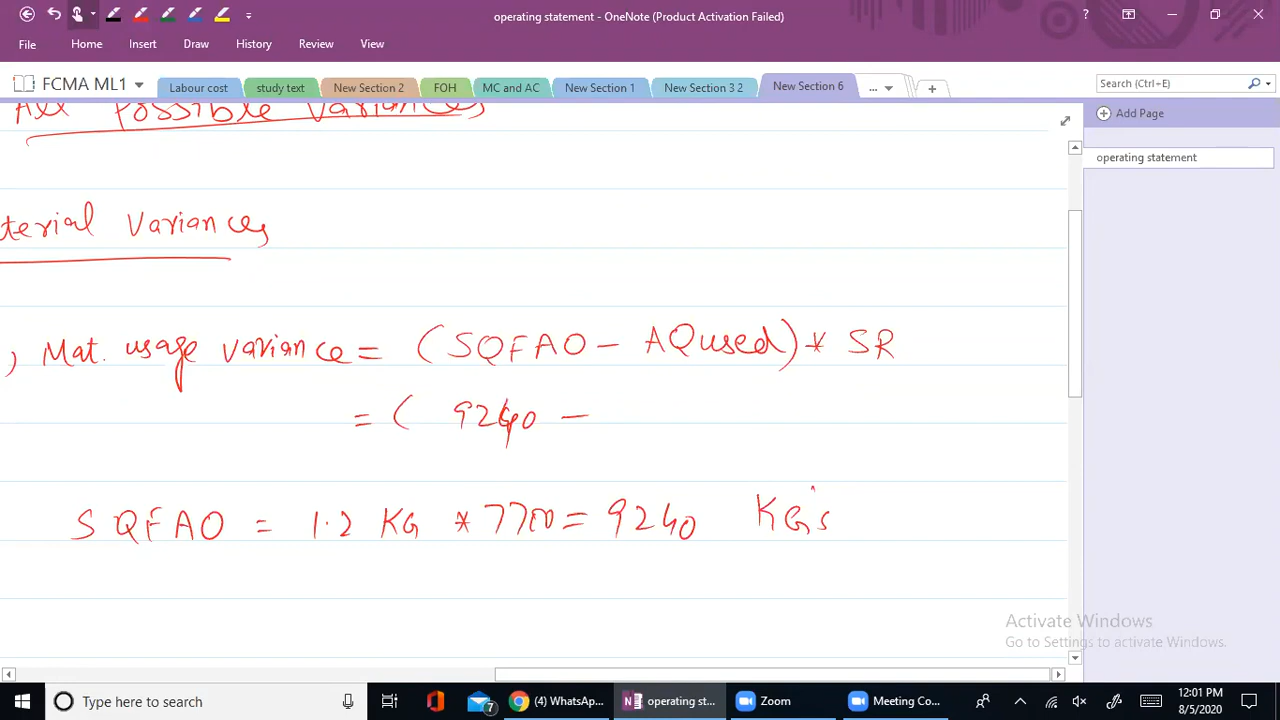 operating statement - OneNote (Product Activation Failed)
?
File Home Insert Draw History Review View
FCMA ML1 Labour cost study text New Section 2 FOH MC and AC New Section 1 New Section 3 2 New Section 6 ... Search (Ctrl+E)
Add Page
operating statement
All Possible Variances
terial Variances
) Mat. usage variance = (SQFAO - AQused) * SR
= ( 9240 -
SQFAO = 1.2 KG * 7700 = 9240 KGs
Activate Windows
Go to Settings to activate Windows.
Type here to search 7 (4) WhatsApp... operating sta... Zoom Meeting Co... 12:01 PM
8/5/2020